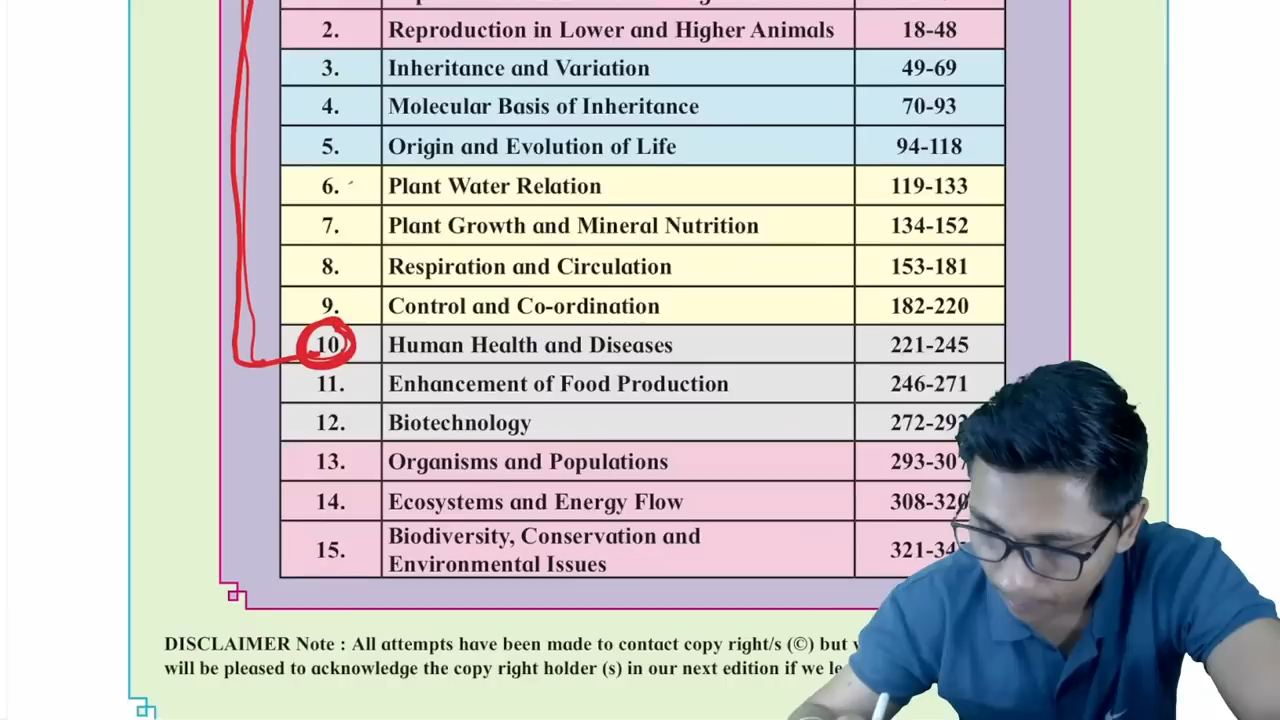 2. Reproduction in Lower and Higher Animals 18-48
3. Inheritance and Variation 49-69
4. Molecular Basis of Inheritance 70-93
5. Origin and Evolution of Life 94-118
6. Plant Water Relation 119-133
7. Plant Growth and Mineral Nutrition 134-152
8. Respiration and Circulation 153-181
9. Control and Co-ordination 182-220
10. Human Health and Diseases 221-245
11. Enhancement of Food Production 246-271
12. Biotechnology
13. Organisms and Populations
14. Ecosystems and Energy Flow 308-320
Biodiversity, Conservation and
15. Environmental Issues
DISCLAIMER Note : All attempts have been made to contact copy right/s (©) but
will be pleased to acknowledge the copy right holder (s) in our next edition if we